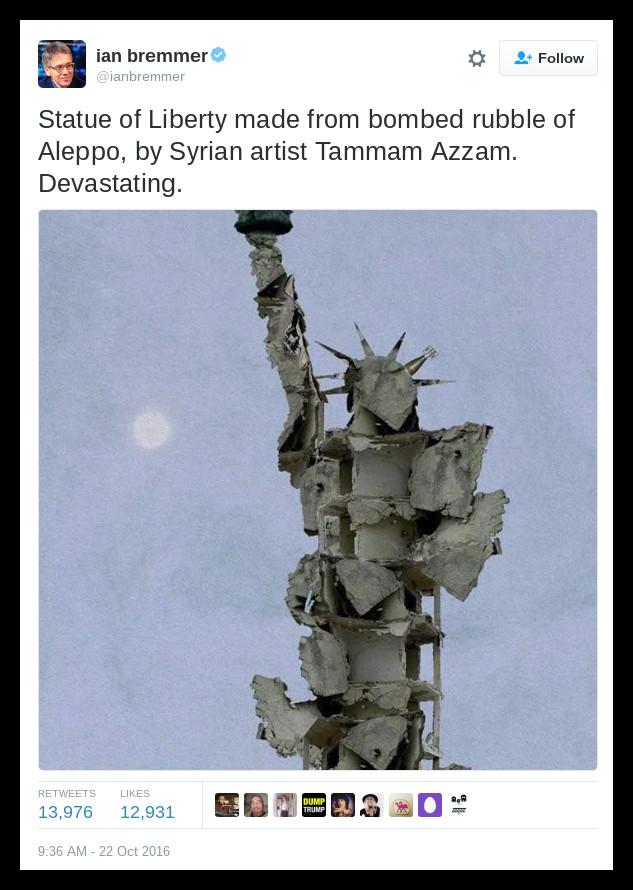 ian bremmer
@ianbremmer
Follow
Statue of Liberty made from bombed rubble of
Aleppo, by Syrian artist Tammam Azzam.
Devastating.
RETWEETS
13,976
LIKES
12,931
DUMP
TRUMP
9:36 AM - 22 Oct 2016